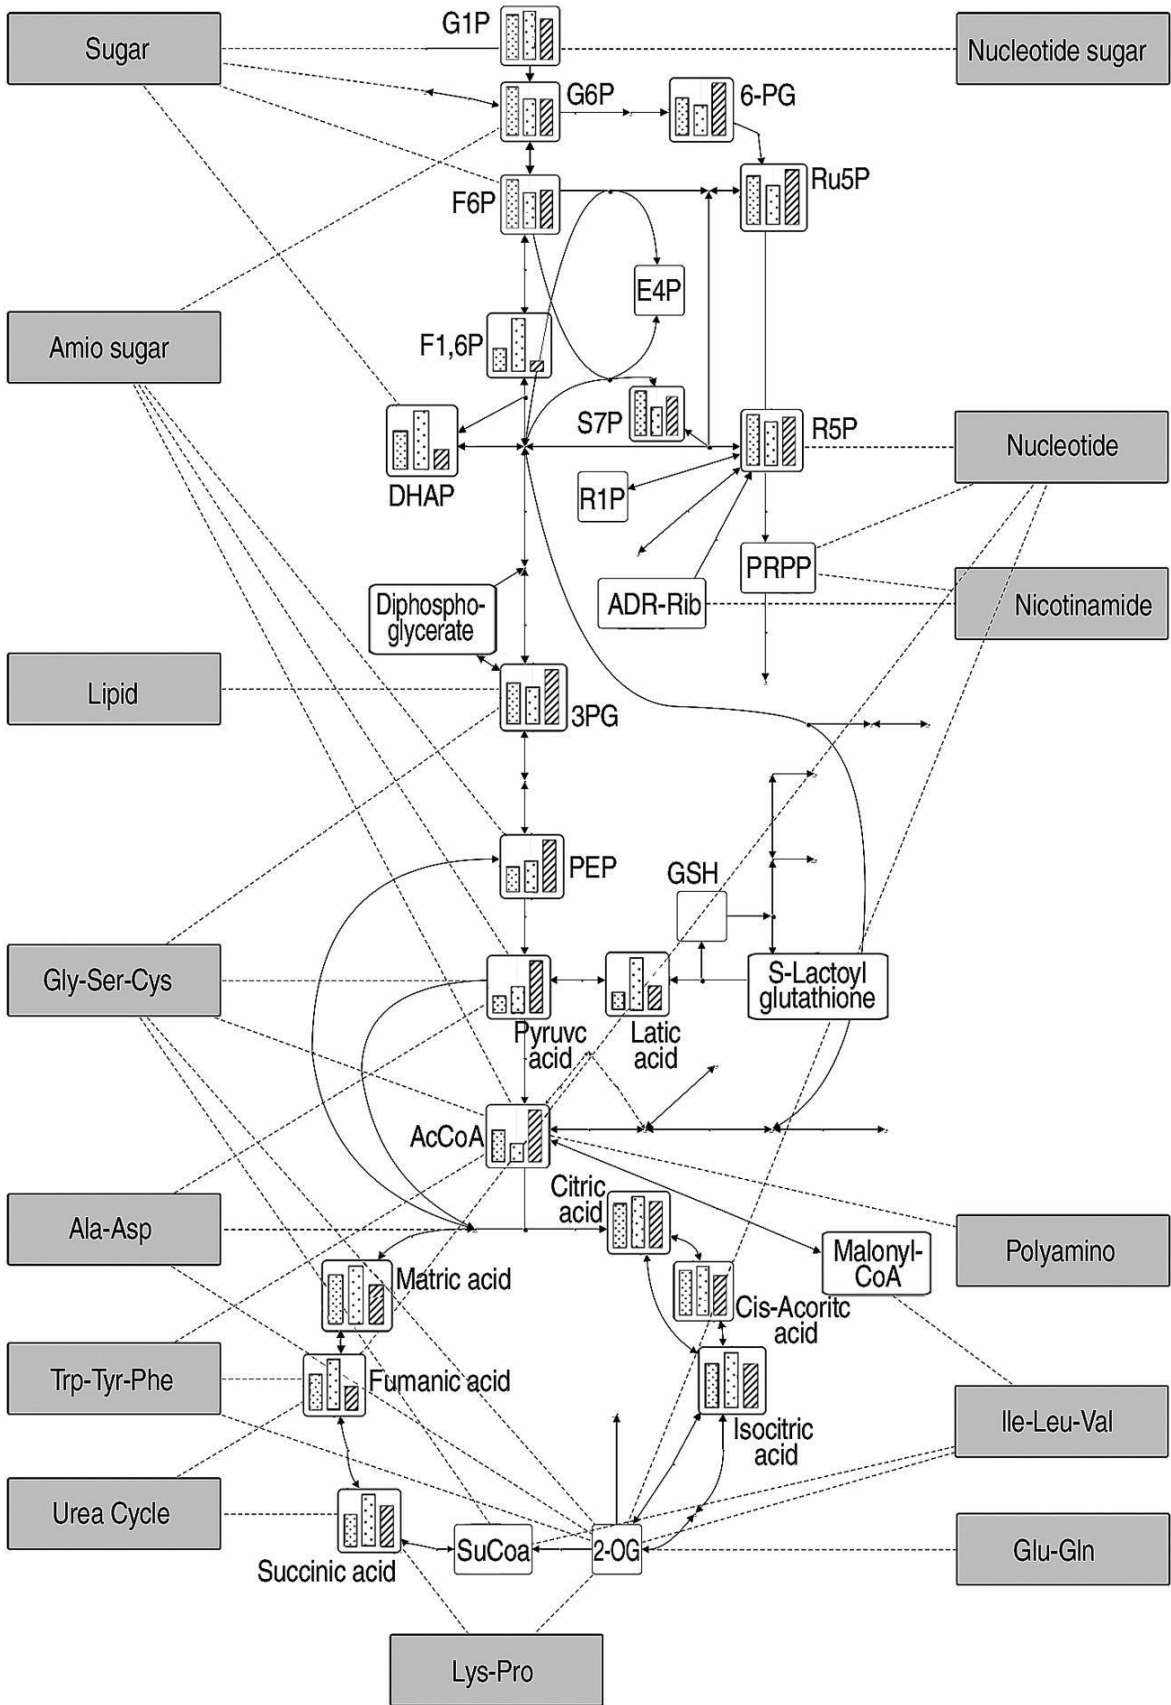 G1P
Sugar
Nucleotide sugar
G6P
6-PG
F6P
Ru5P
E4P
Amio sugar
F1,6P
S7P
R5P
Nucleotide
DHAP
R1P
PRPP
Diphospho-
glycerate
ADR-Rib
Nicotinamide
Lipid
3PG
PEP
GSH
Gly-Ser-Cys
S-Lactoyl
glutathione
Pyruvc
acid
Latic
acid
AcCoA
Citric
acid
Ala-Asp
Malonyl-
CoA
Polyamino
Matric acid
Cis-Acoritc
acid
Trp-Tyr-Phe
Fumanic acid
Isocitric
acid
Ile-Leu-Val
Urea Cycle
SuCoa
2-OG
Glu-Gln
Succinic acid
Lys-Pro